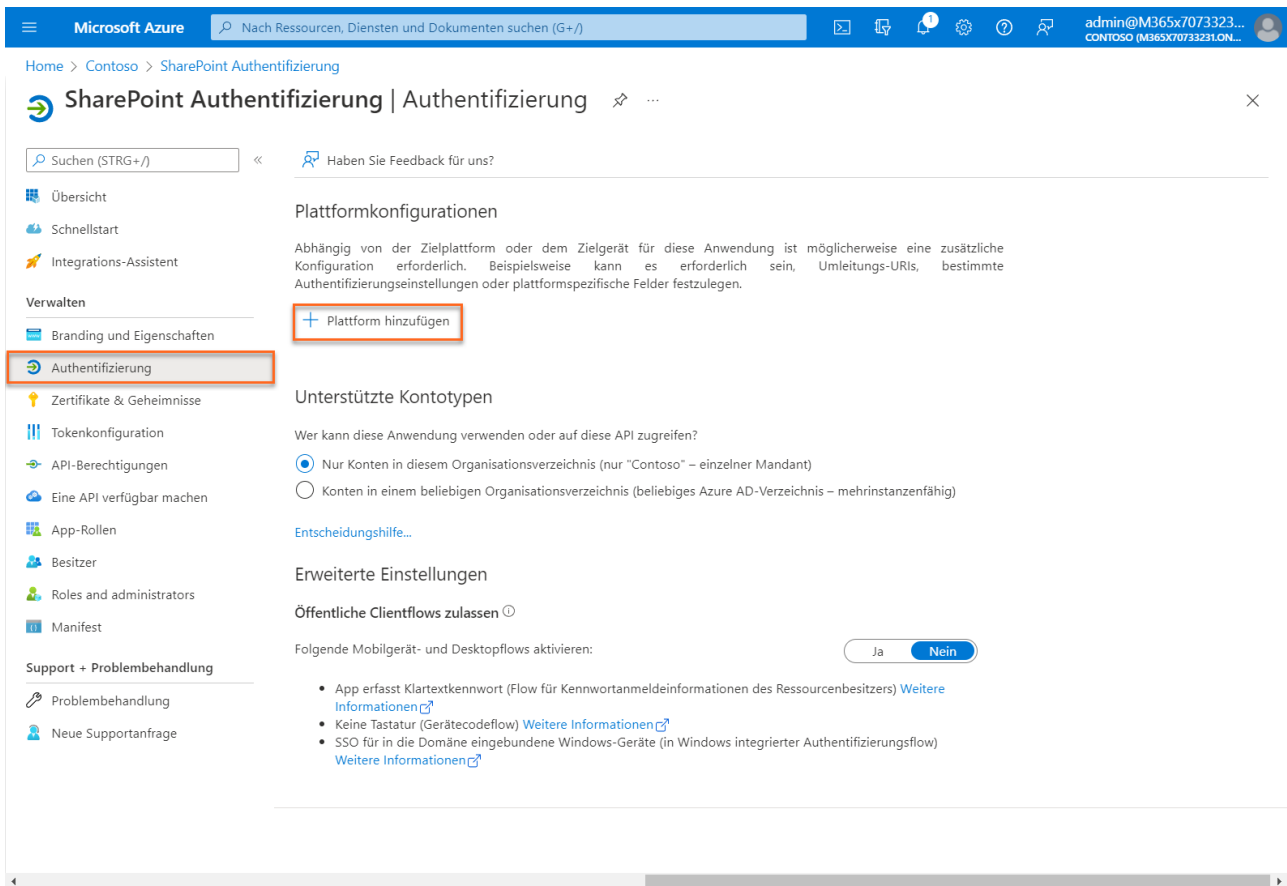 Microsoft Azure
Nach Ressourcen, Diensten und Dokumenten suchen (G+/)
1
admin@M365x7073323...
CONTOSO (M365X70733231.ON...
Home > Contoso > SharePoint Authentifizierung
SharePoint Authentifizierung | Authentifizierung
Suchen (STRG+/)
Haben Sie Feedback für uns?
Übersicht
Schnellstart
Integrations-Assistent
Verwalten
Branding und Eigenschaften
Authentifizierung
Zertifikate & Geheimnisse
Tokenkonfiguration
API-Berechtigungen
Eine API verfügbar machen
App-Rollen
Besitzer
Roles and administrators
Manifest
Support + Problembehandlung
Problembehandlung
Neue Supportanfrage
Plattformkonfigurationen
Abhängig von der Zielplattform oder dem Zielgerät für diese Anwendung ist möglicherweise eine zusätzliche
Konfiguration erforderlich. Beispielsweise kann es erforderlich sein, Umleitungs-URIs, bestimmte
Authentifizierungseinstellungen oder plattformspezifische Felder festzulegen.
+ Plattform hinzufügen
Unterstützte Kontotypen
Wer kann diese Anwendung verwenden oder auf diese API zugreifen?
Nur Konten in diesem Organisationsverzeichnis (nur "Contoso" – einzelner Mandant)
Konten in einem beliebigen Organisationsverzeichnis (beliebiges Azure AD-Verzeichnis – mehrinstanzenfähig)
Entscheidungshilfe...
Erweiterte Einstellungen
Öffentliche Clientflows zulassen
Folgende Mobilgerät- und Desktopflows aktivieren:
Ja Nein
• App erfasst Klartextkennwort (Flow für Kennwortanmeldeinformationen des Ressourcenbesitzers) Weitere
Informationen
• Keine Tastatur (Gerätecodeflow) Weitere Informationen
• SSO für in die Domäne eingebundene Windows-Geräte (in Windows integrierter Authentifizierungsflow)
Weitere Informationen